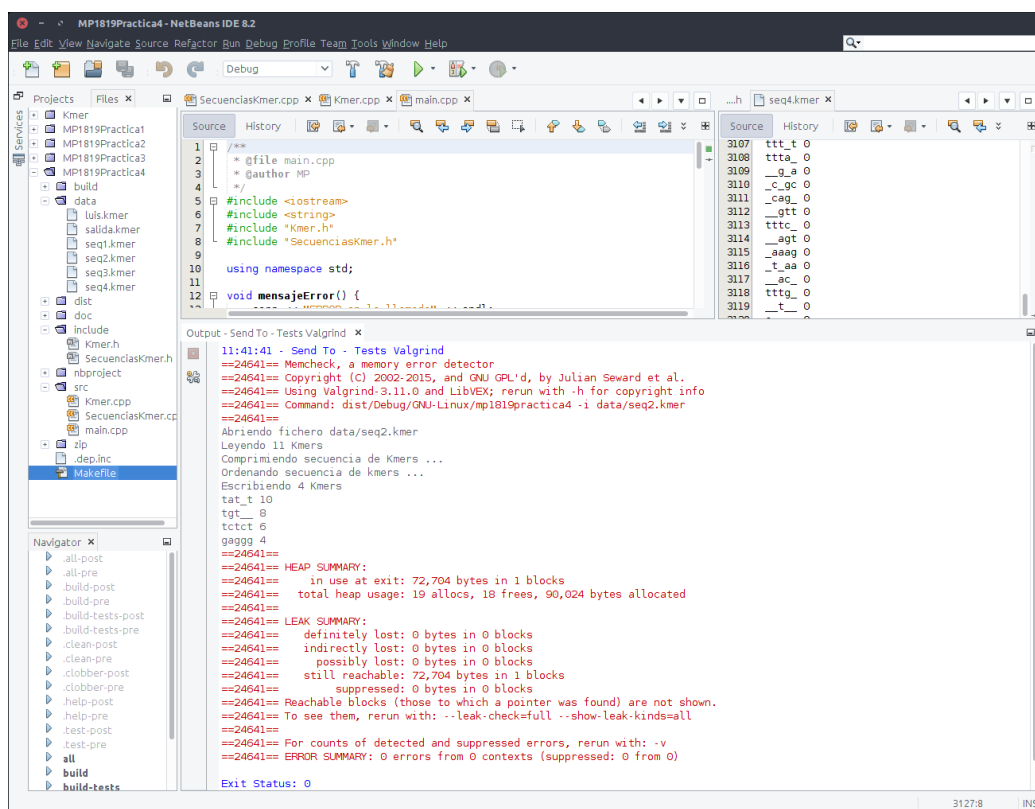 MP1819Practica4 - NetBeans IDE 8.2
File Edit View Navigate Source Refactor Run Debug Profile Team Tools Window Help
Debug
Projects Files
Services
Kmer
MP1819Practica1
MP1819Practica2
MP1819Practica3
MP1819Practica4
build
data
luis.kmer
salida.kmer
seq1.kmer
seq2.kmer
seq3.kmer
seq4.kmer
dist
doc
include
Kmer.h
SecuenciasKmer.h
nbproject
src
Kmer.cpp
SecuenciasKmer.cp
main.cpp
zip
.dep.inc
Makefile
Navigator
.all-post
.all-pre
.build-post
.build-pre
.build-tests-post
.build-tests-pre
.clean-post
.clean-pre
.clobber-post
.clobber-pre
.help-post
.help-pre
.test-post
.test-pre
all
build
build-tests
SecuenciasKmer.cpp Kmer.cpp main.cpp
Source History
1 /**
2 * @file main.cpp
3 * @author MP
4 */
5 #include <iostream>
6 #include <string>
7 #include "Kmer.h"
8 #include "SecuenciasKmer.h"
9
10 using namespace std;
11
12 void mensajeError() {
....h seq4.kmer
Source History
3107 ttt_t 0
3108 ttta_ 0
3109 __g_a 0
3110 _c_gc 0
3111 _cag_ 0
3112 __gtt 0
3113 tttc_ 0
3114 __agt 0
3115 _aaag 0
3116 _t_aa 0
3117 __ac_ 0
3118 tttg_ 0
3119 __t__ 0
Output - Send To - Tests Valgrind
11:41:41 - Send To - Tests Valgrind
==24641== Memcheck, a memory error detector
==24641== Copyright (C) 2002-2015, and GNU GPL'd, by Julian Seward et al.
==24641== Using Valgrind-3.11.0 and LibVEX; rerun with -h for copyright info
==24641== Command: dist/Debug/GNU-Linux/mp1819practica4 -i data/seq2.kmer
==24641==
Abriendo fichero data/seq2.kmer
Leyendo 11 Kmers
Comprimiendo secuencia de Kmers ...
Ordenando secuencia de kmers ...
Escribiendo 4 Kmers
tat_t 10
tgt__ 8
tctct 6
gaggg 4
==24641==
==24641== HEAP SUMMARY:
==24641== in use at exit: 72,704 bytes in 1 blocks
==24641== total heap usage: 19 allocs, 18 frees, 90,024 bytes allocated
==24641==
==24641== LEAK SUMMARY:
==24641== definitely lost: 0 bytes in 0 blocks
==24641== indirectly lost: 0 bytes in 0 blocks
==24641== possibly lost: 0 bytes in 0 blocks
==24641== still reachable: 72,704 bytes in 1 blocks
==24641== suppressed: 0 bytes in 0 blocks
==24641== Reachable blocks (those to which a pointer was found) are not shown.
==24641== To see them, rerun with: --leak-check=full --show-leak-kinds=all
==24641==
==24641== For counts of detected and suppressed errors, rerun with: -v
==24641== ERROR SUMMARY: 0 errors from 0 contexts (suppressed: 0 from 0)
Exit Status: 0
3127:8 INS